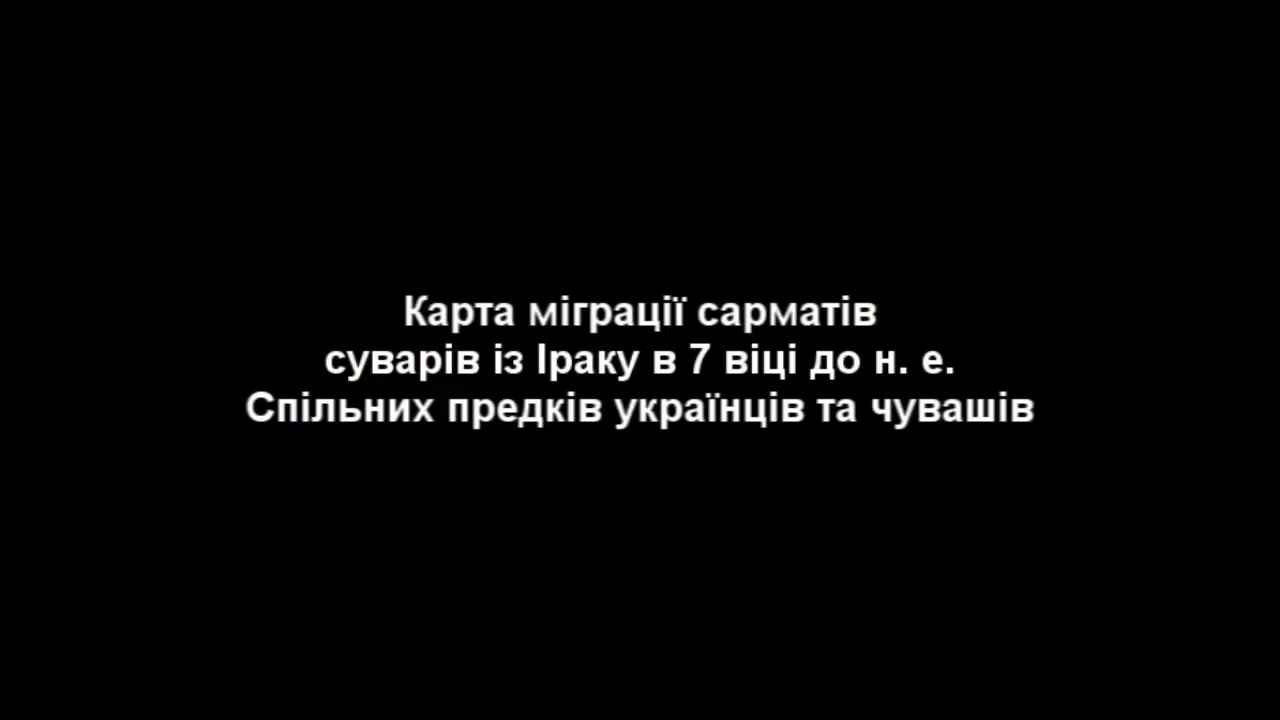 Карта міграції сарматів
суварів із Іраку в 7 віці до н. е.
Спільних предків українців та чувашів